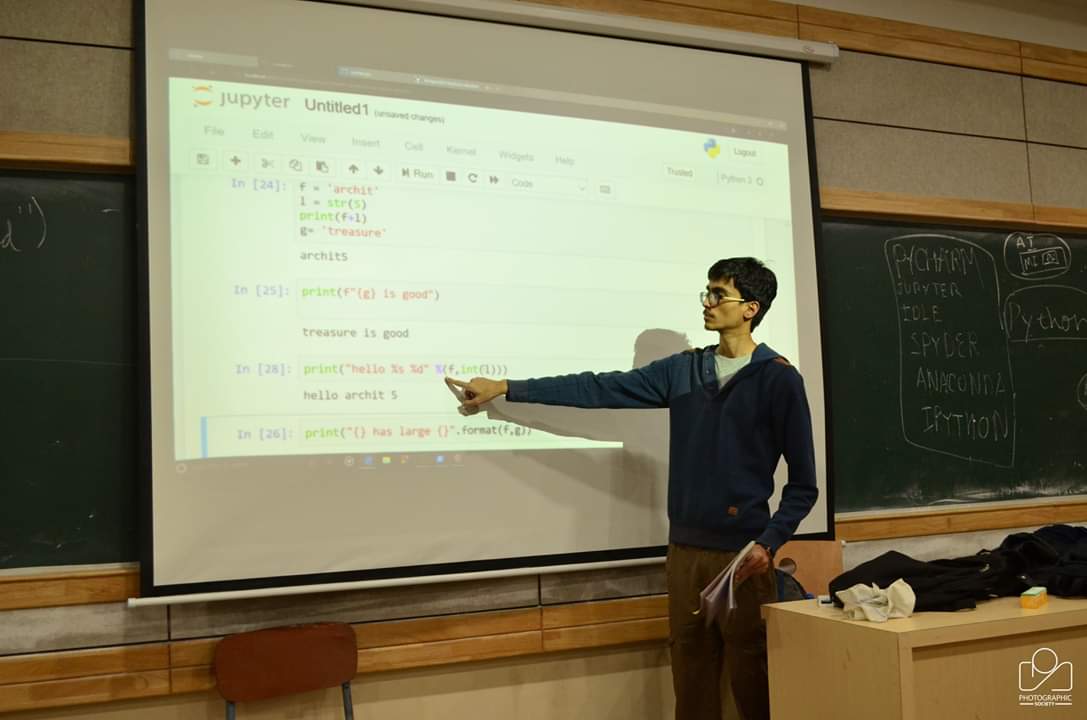 d")
jupyter Untitled1 (unsaved changes)
File Edit View Insert Cell Kernel Widgets Help
Logout
Run Code
Trusted
Python 3
In [24]: f = 'archit'
l = str(5)
print(f+l)
g= 'treasure'
archit5
In [25]: print(f"{g} is good")
treasure is good
In [28]: print("hello %s %d" %(f,int(l)))
hello archit 5
In [26]: print("{} has large {}".format(f,g))
PYCHARM
JUPYTER
IDLE
SPYDER
ANACONDA
IPYTHON
Python
PHOTOGRAPHIC
SOCIETY